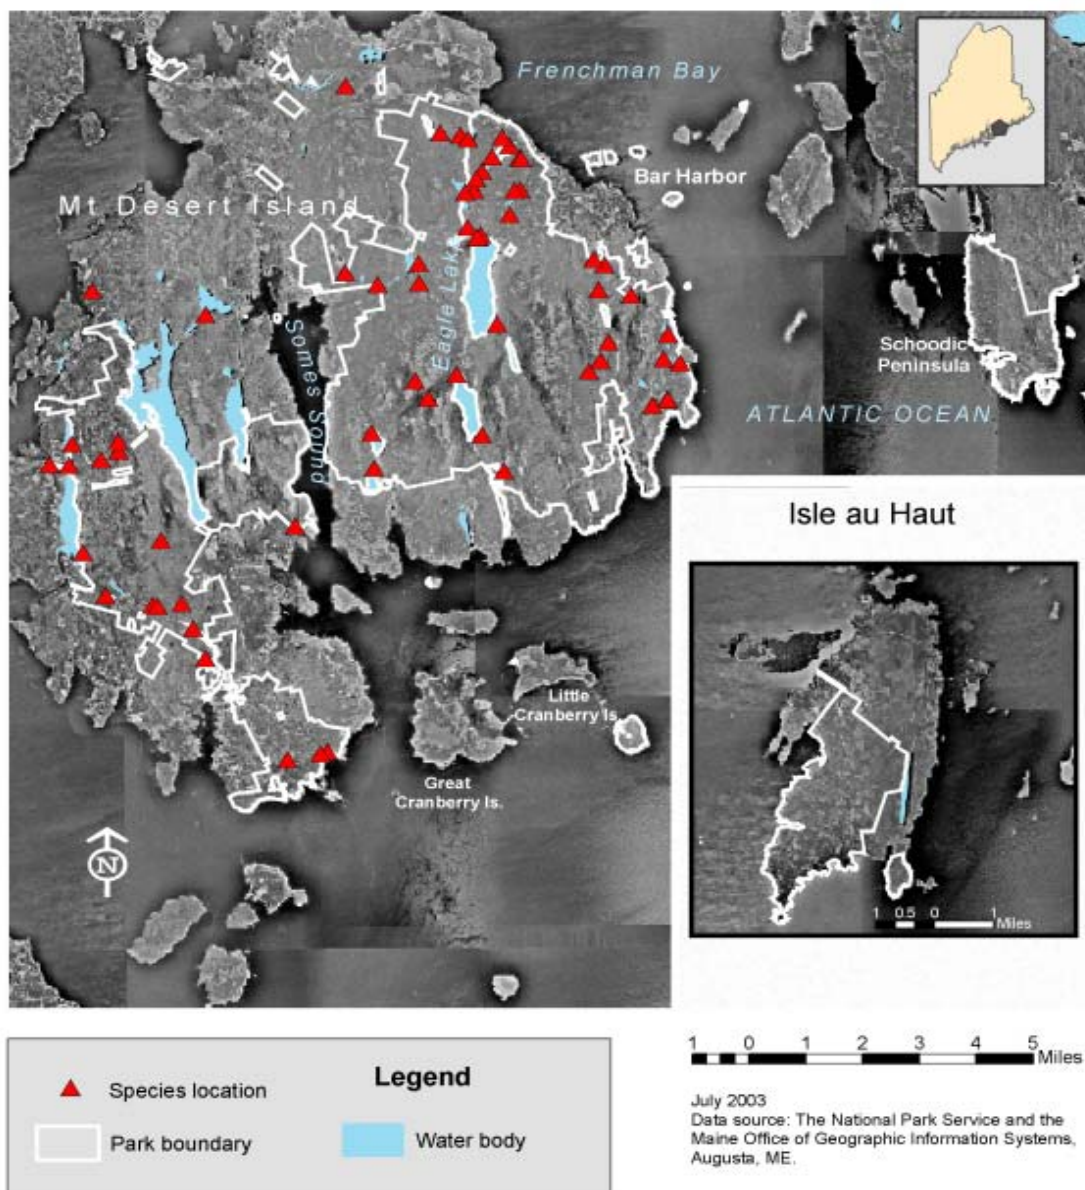 Frenchman Bay
Bar Harbor
Mt Desert Island
Eagle Lake
Somes Sound
Schoodic
Peninsula
ATLANTIC OCEAN
Isle au Haut
Little
Cranberry Is.
Great
Cranberry Is.
N
1 0.5 0 1
Miles
Legend
Species location
Park boundary
Water body
1 0 1 2 3 4 5
Miles
July 2003
Data source: The National Park Service and the
Maine Office of Geographic Information Systems,
Augusta, ME.